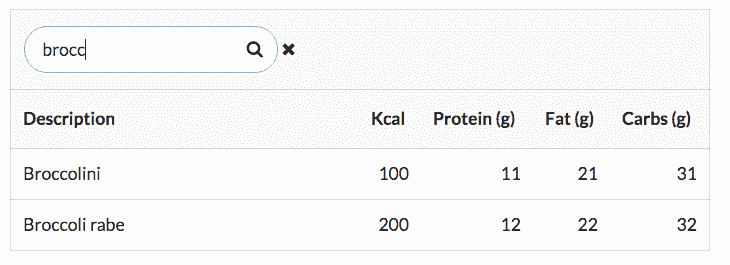 brocc
Description Kcal Protein (g) Fat (g) Carbs (g)
Broccolini 100 11 21 31
Broccoli rabe 200 12 22 32